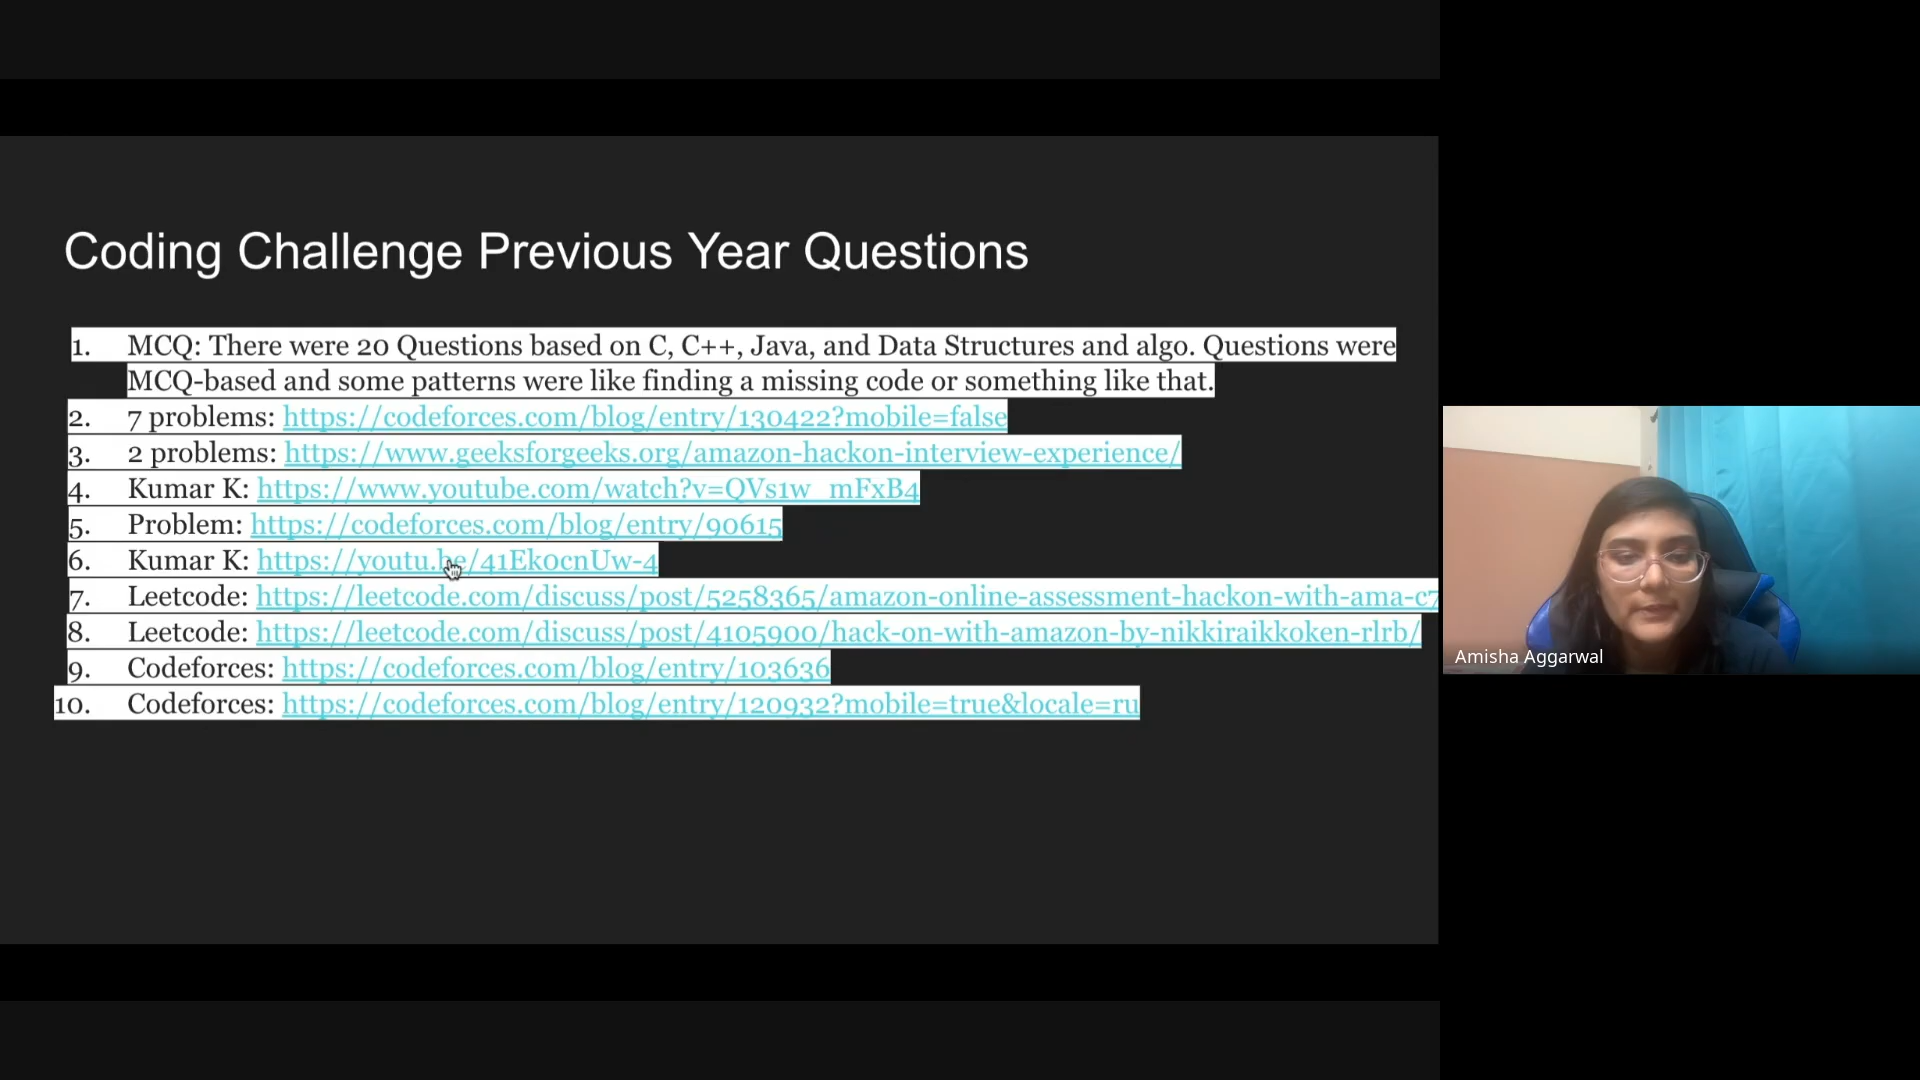 Coding Challenge Previous Year Questions
1. MCQ: There were 20 Questions based on C, C++, Java, and Data Structures and algo. Questions were
MCQ-based and some patterns were like finding a missing code or something like that.
2. 7 problems: https://codeforces.com/blog/entry/130422?mobile=false
3. 2 problems: https://www.geeksforgeeks.org/amazon-hackon-interview-experience/
4. Kumar K: https://www.youtube.com/watch?v=QVs1w_mFxB4
5. Problem: https://codeforces.com/blog/entry/90615
6. Kumar K: https://youtu.be/41Ek0cnUw-4
7. Leetcode: https://leetcode.com/discuss/post/5258365/amazon-online-assessment-hackon-with-ama-c7
8. Leetcode: https://leetcode.com/discuss/post/4105900/hack-on-with-amazon-by-nikkiraikkoken-rlrb/
9. Codeforces: https://codeforces.com/blog/entry/103636
10. Codeforces: https://codeforces.com/blog/entry/120932?mobile=true&locale=ru
Amisha Aggarwal